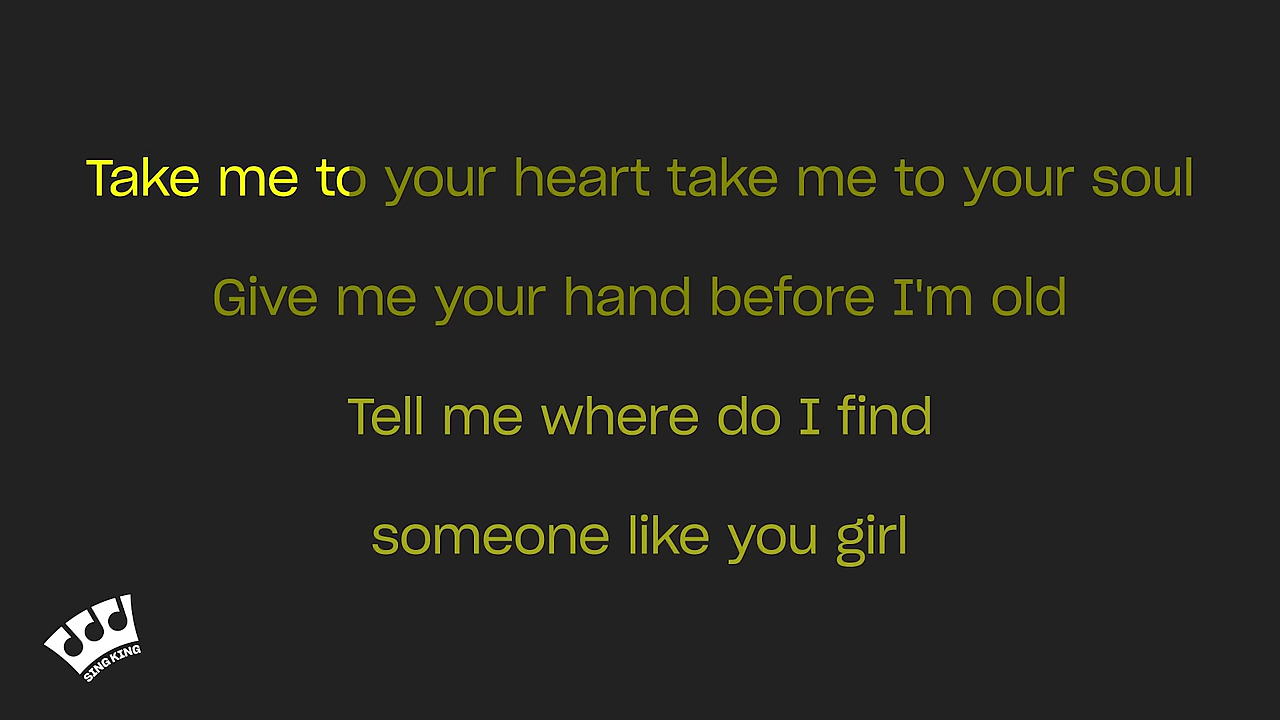 Take me to your heart take me to your soul
Give me your hand before I'm old
Tell me where do I find
someone like you girl
SING KING